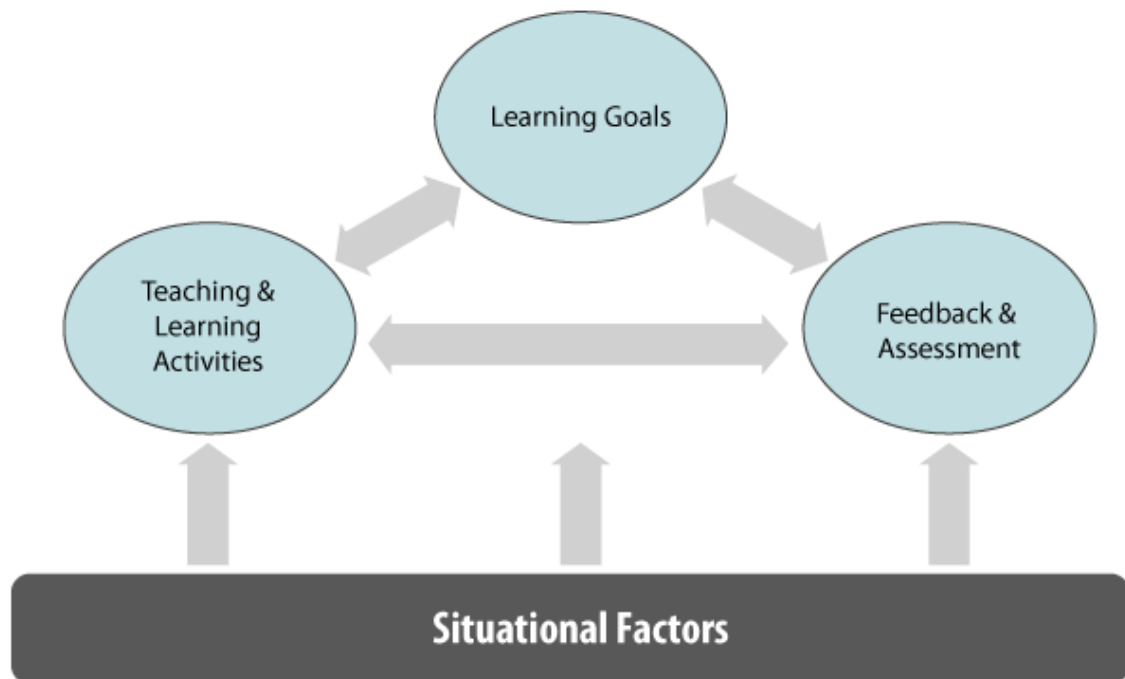 Learning Goals
Teaching &
Learning
Activities
Feedback &
Assessment
Situational Factors